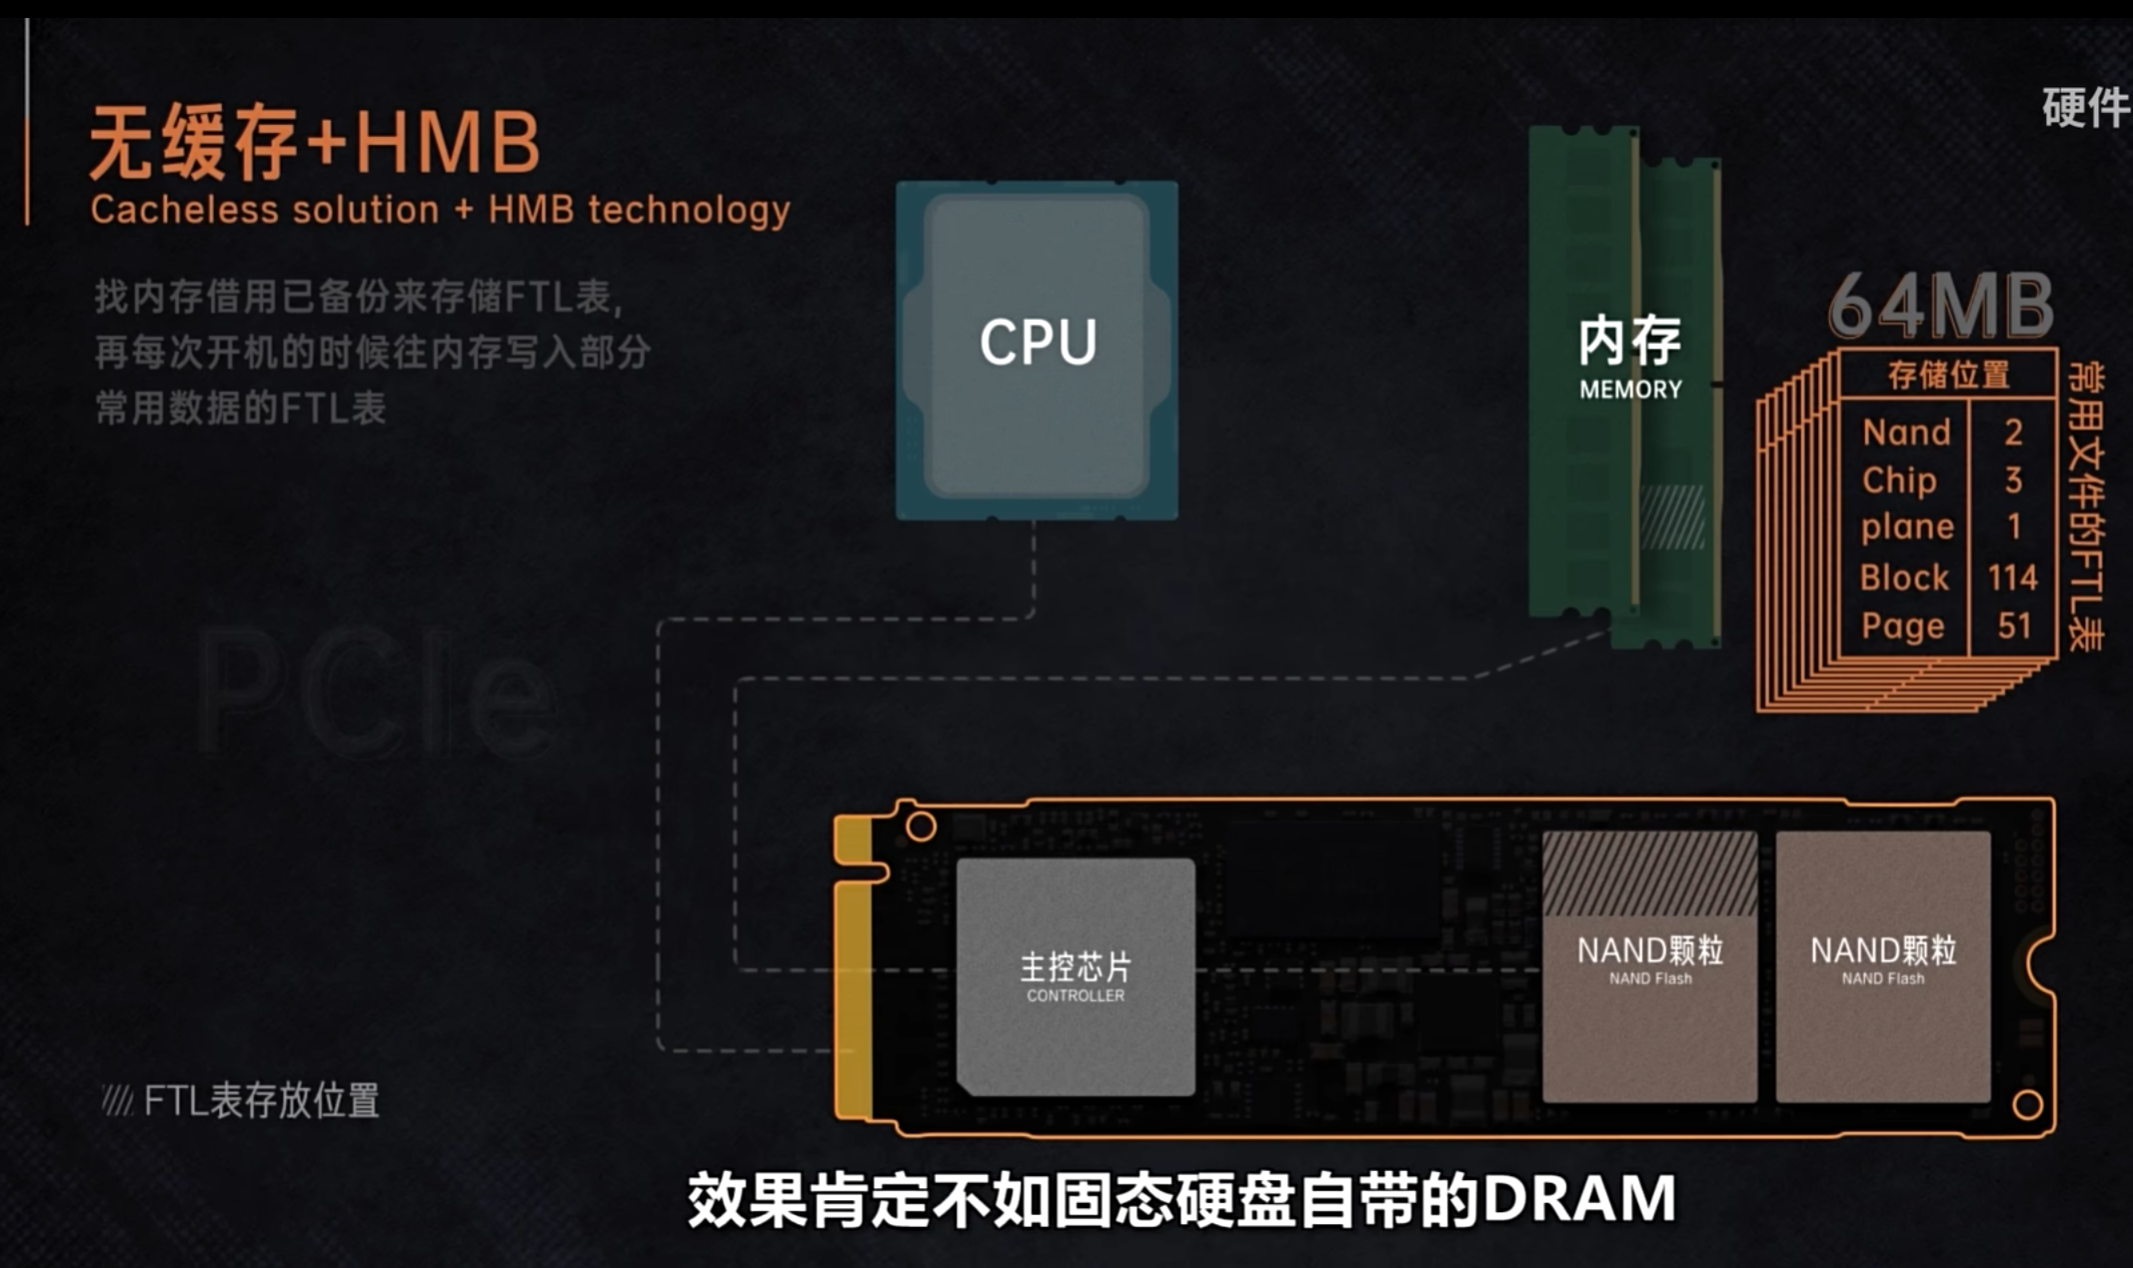 无缓存+HMB
Cacheless solution + HMB technology
找内存借用已备份来存储FTL表,
再每次开机的时候往内存写入部分
常用数据的FTL表
硬件
CPU
内存
MEMORY
64MB
存储位置
Nand 2
Chip 3
plane 1
Block 114
Page 51
常用文件的FTL表
PCIe
主控芯片
CONTROLLER
NAND颗粒
NAND Flash
NAND颗粒
NAND Flash
FTL表存放位置
效果肯定不如固态硬盘自带的DRAM